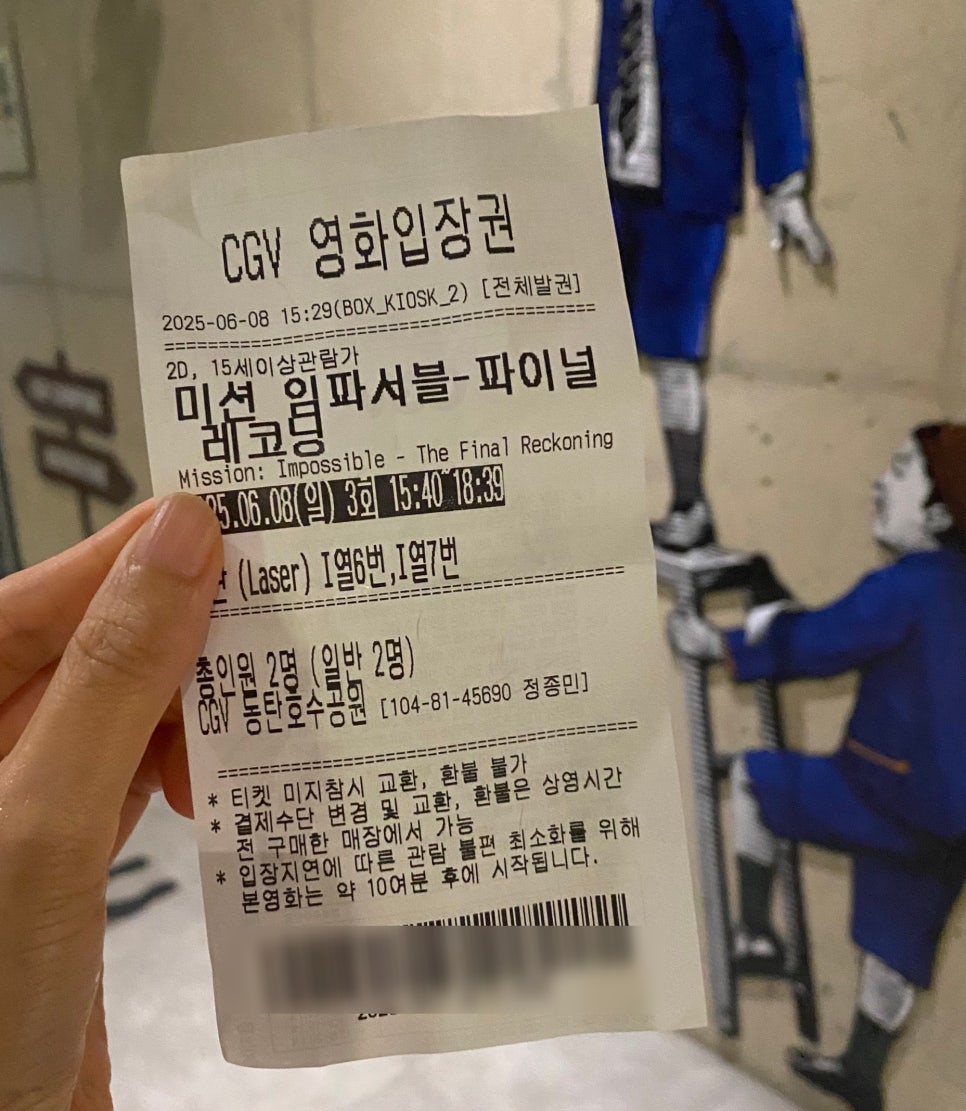 CGV 영화입장권
2025-06-08 15:29(BOX_KIOSK_2) [전체발권]
2D, 15세이상관람가
미션 임파서블-파이널
레코닝
Mission: Impossible - The Final Reckoning
25.06.08(일) 3회 15:40 18:39
(Laser) I열6번,I열7번
총인원 2명 (일반 2명)
CGV 동탄호수공원 [104-81-45690 정종민]
* 티켓 미지참시 교환, 환불 불가
* 결제수단 변경 및 교환, 환불은 상영시간
전 구매한 매장에서 가능
* 입장지연에 따른 관람 불편 최소화를 위해
본영화는 약 10여분 후에 시작됩니다.